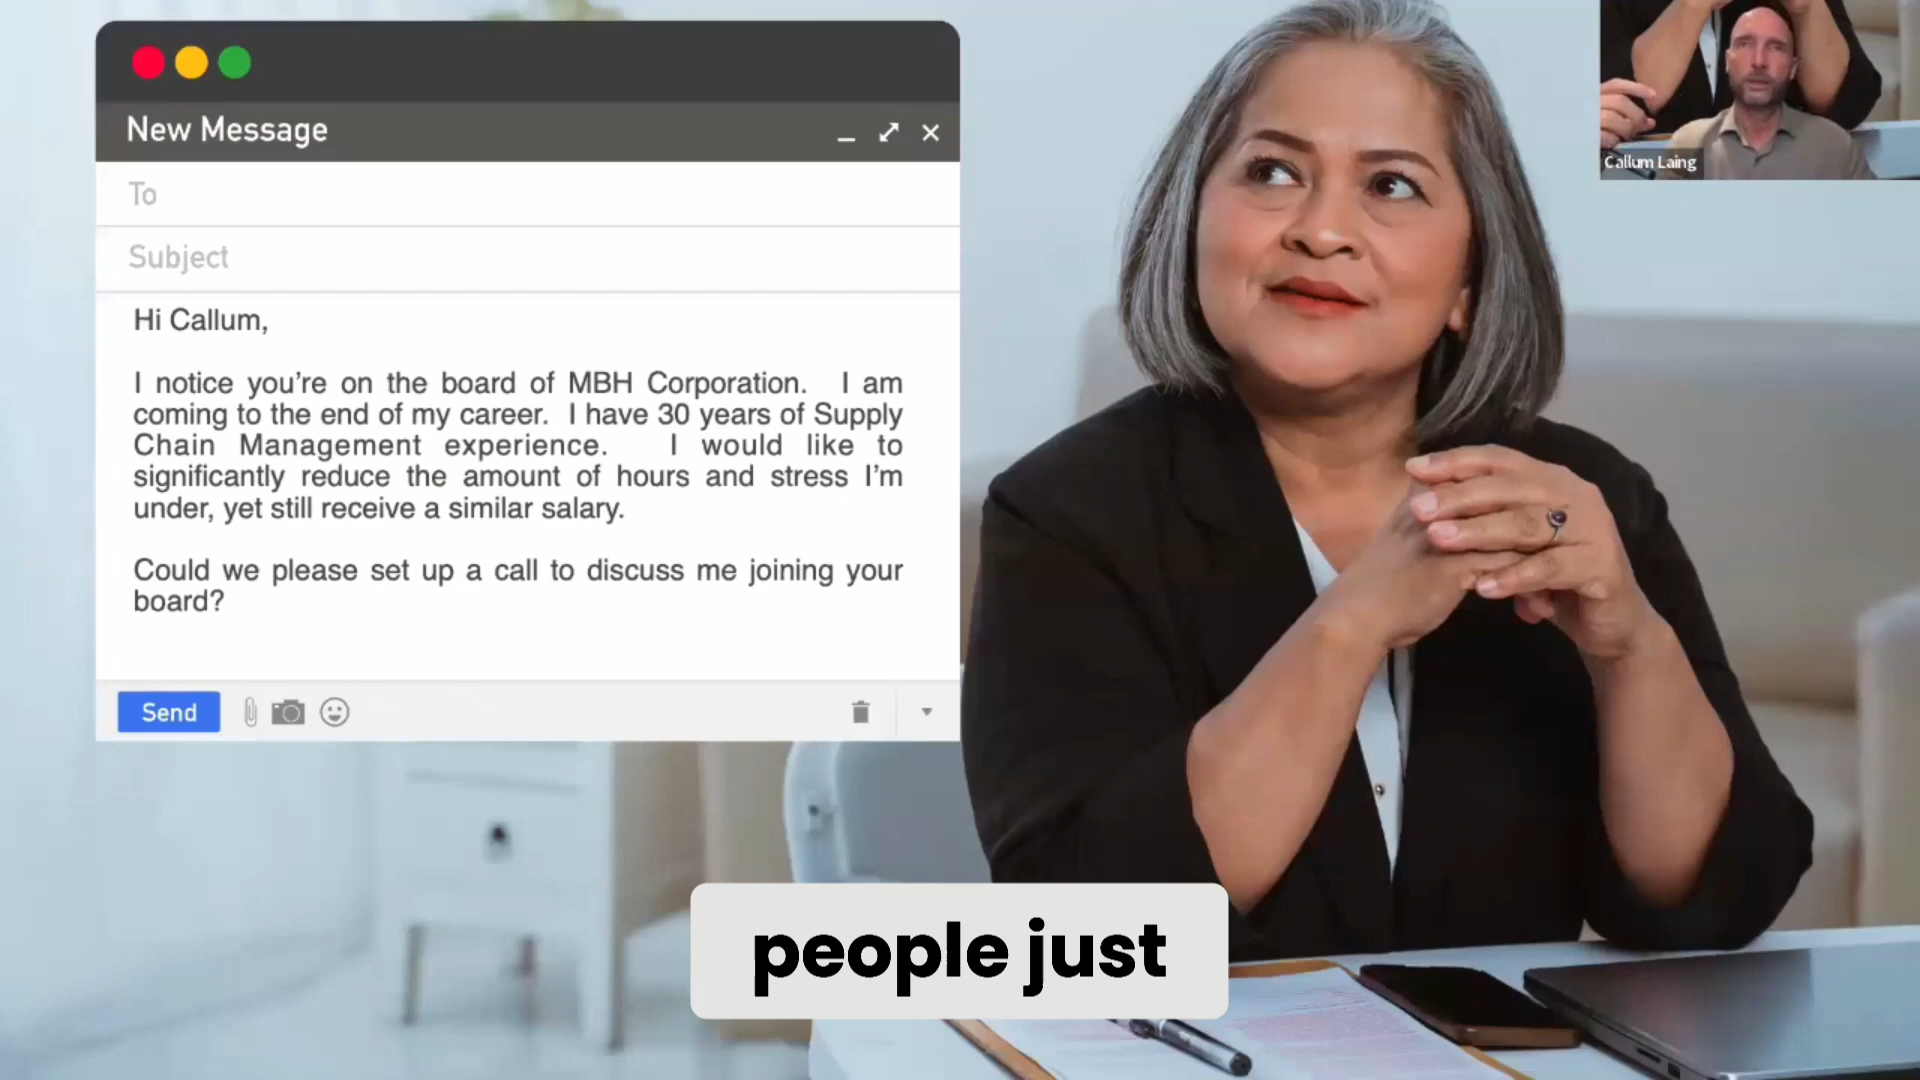 New Message
To
Subject
Hi Callum,
I notice you're on the board of MBH Corporation. I am
coming to the end of my career. I have 30 years of Supply
Chain Management experience. I would like to
significantly reduce the amount of hours and stress I'm
under, yet still receive a similar salary.
Could we please set up a call to discuss me joining your
board?
Send
Callum Laing
people just